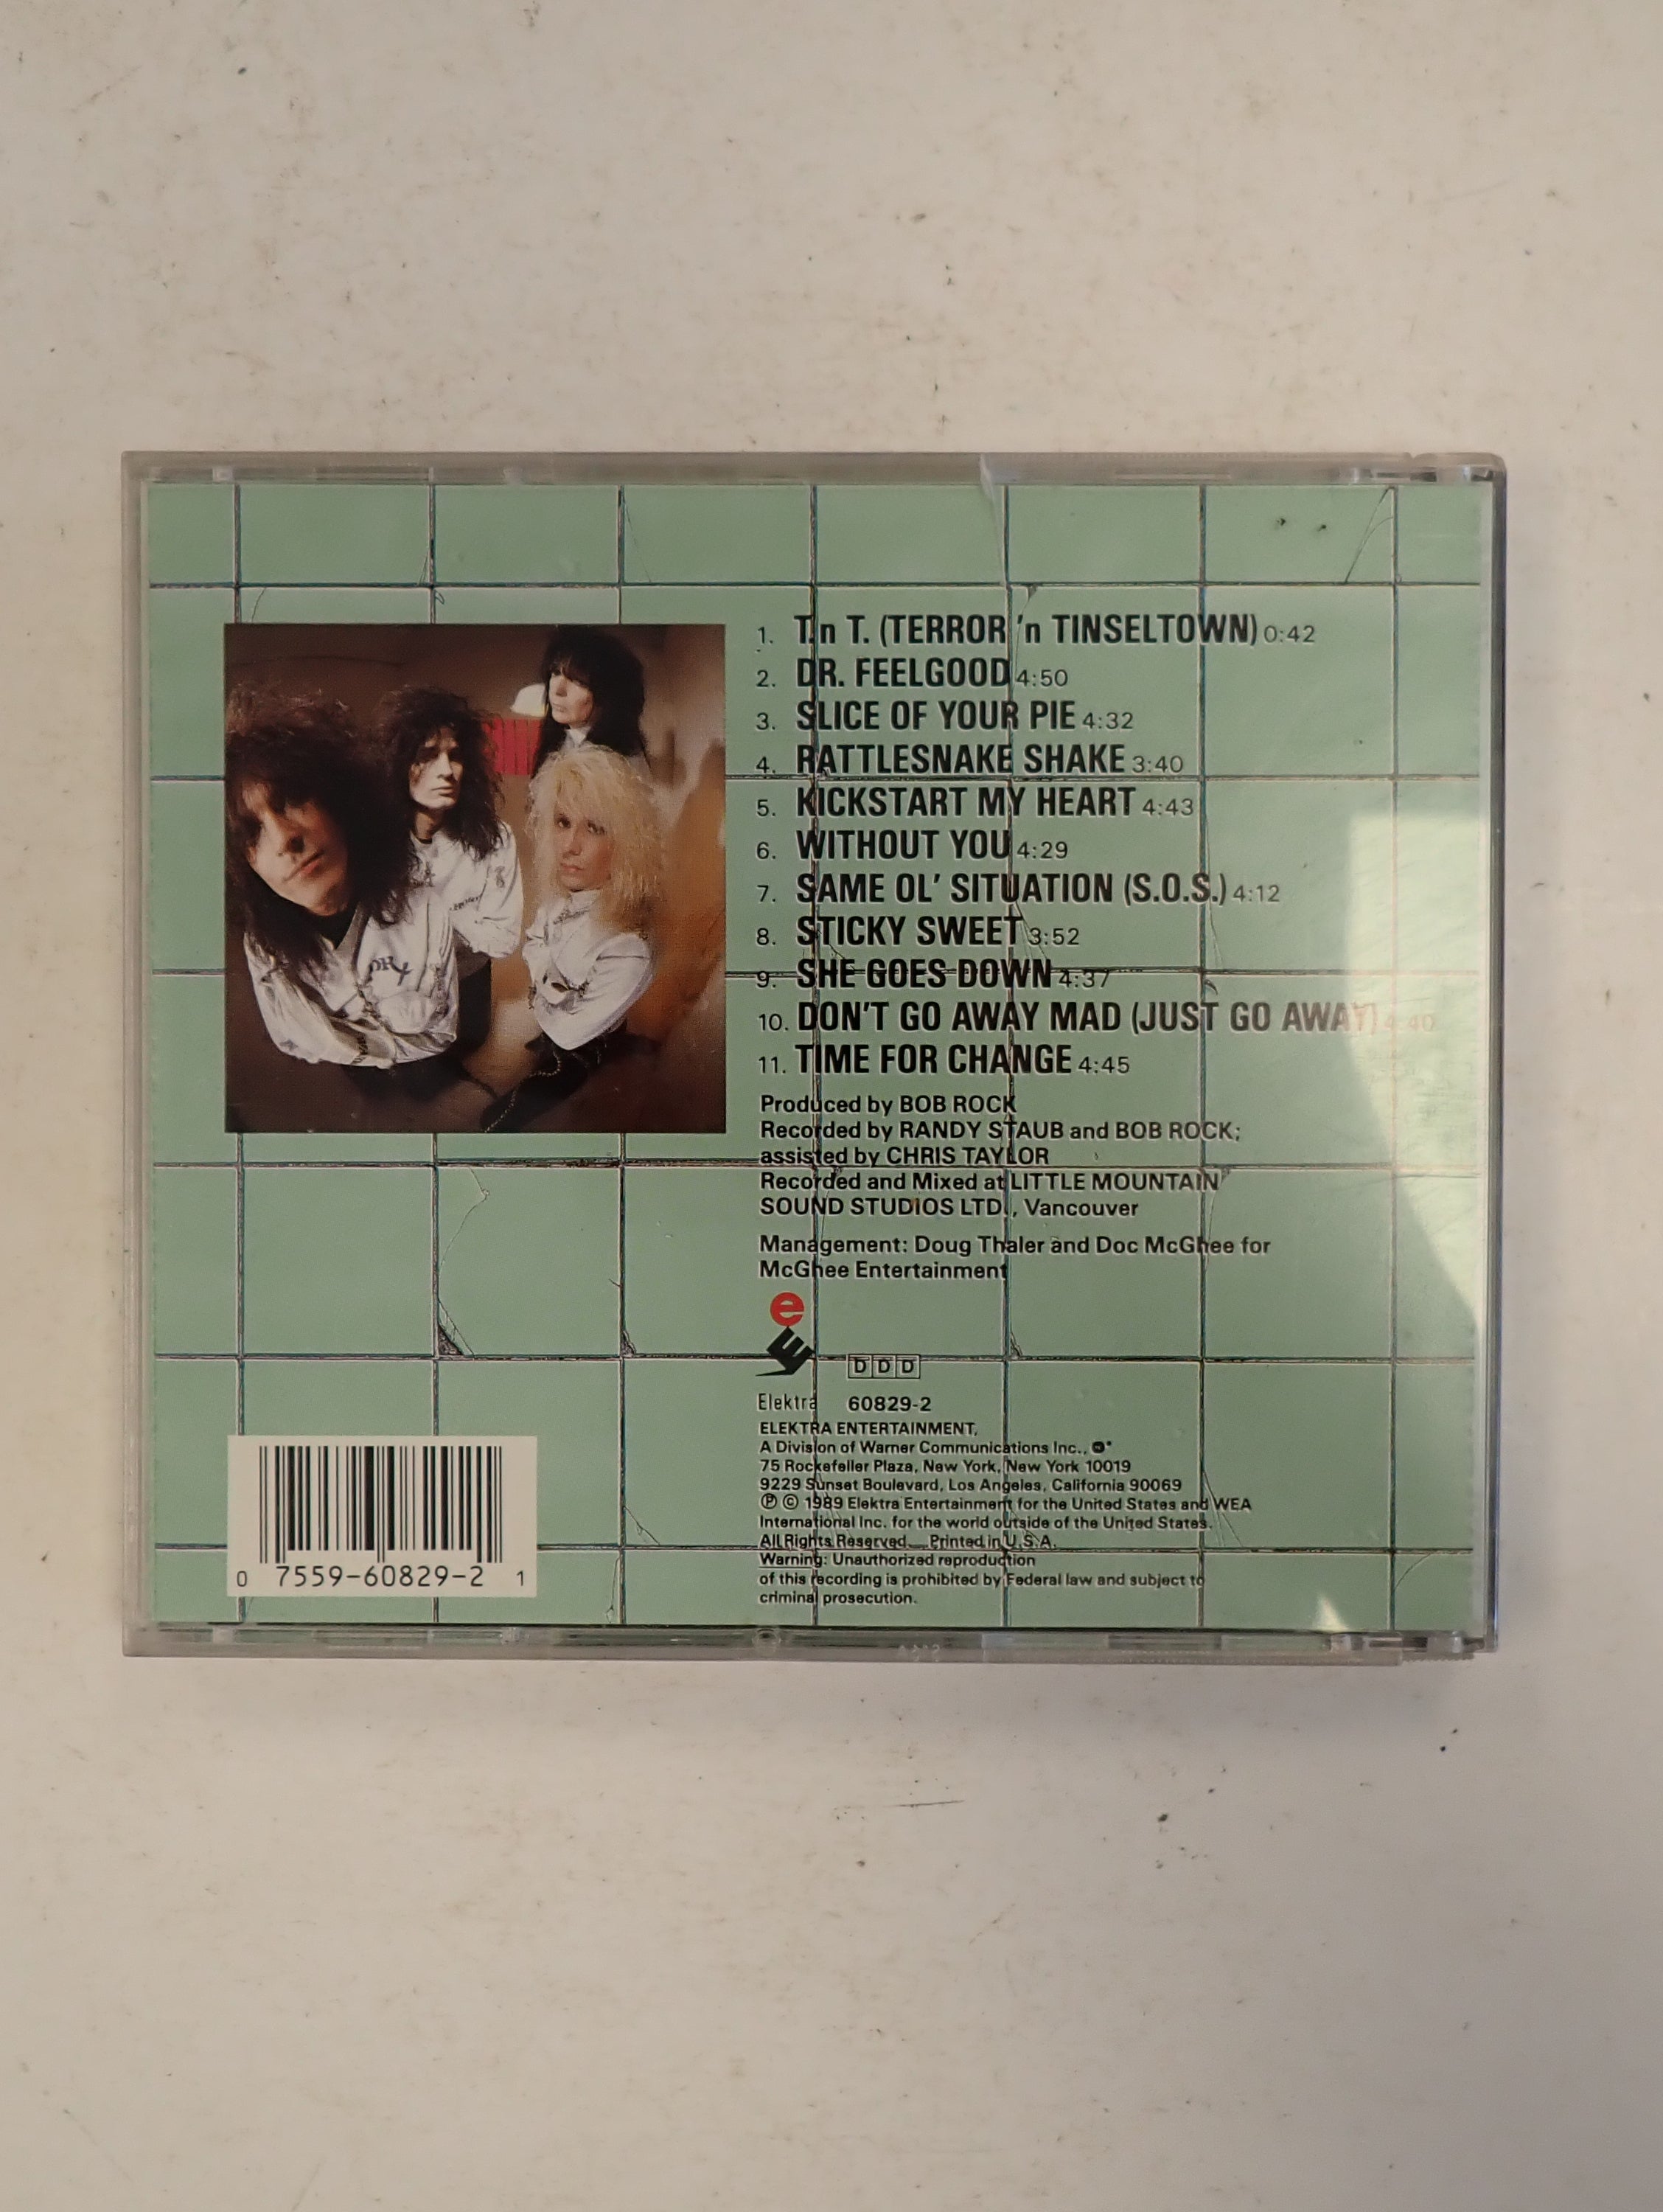 1. T.n T. (TERROR 'n TINSELTOWN) 0:42
2. DR. FEELGOOD 4:50
3. SLICE OF YOUR PIE 4:32
4. RATTLESNAKE SHAKE 3:40
5. KICKSTART MY HEART 4:43
6. WITHOUT YOU 4:29
7. SAME OL' SITUATION (S.O.S.) 4:12
8. STICKY SWEET 3:52
9. SHE GOES DOWN 4:37
10. DON'T GO AWAY MAD (JUST GO AWAY) 4:40
11. TIME FOR CHANGE 4:45
Produced by BOB ROCK
Recorded by RANDY STAUB and BOB ROCK;
assisted by CHRIS TAYLOR
Recorded and Mixed at LITTLE MOUNTAIN
SOUND STUDIOS LTD., Vancouver
Management: Doug Thaler and Doc McGhee for
McGhee Entertainment
e
DDD
Elektra 60829-2
ELEKTRA ENTERTAINMENT,
A Division of Warner Communications Inc.,
75 Rockefeller Plaza, New York, New York 10019
9229 Sunset Boulevard, Los Angeles, California 90069
℗ © 1989 Elektra Entertainment for the United States and WEA
International Inc. for the world outside of the United States.
All Rights Reserved. Printed in U.S.A.
Warning: Unauthorized reproduction
of this recording is prohibited by Federal law and subject to
criminal prosecution.
0 7559-60829-2 1